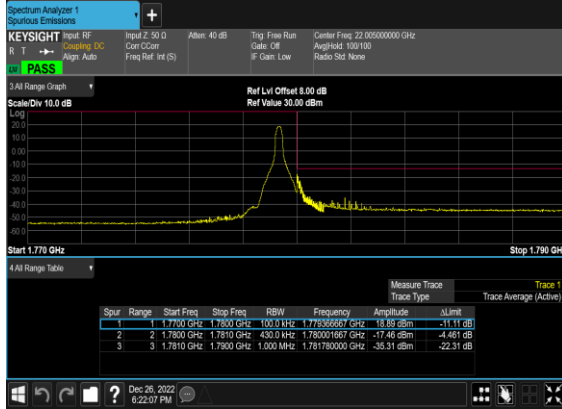 Spectrum Analyzer 1
Spurious Emissions
+
KEYSIGHT Input: RF Input Z: 50 Ω Atten: 40 dB Trig: Free Run Center Freq: 22.005000000 GHz
R T Coupling: DC Corr CCorr Gate: Off Avg|Hold: 100/100
Align: Auto Freq Ref: Int (S) IF Gain: Low Radio Std: None
PASS
3 All Range Graph
Ref Lvl Offset 8.00 dB
Scale/Div 10.0 dB Ref Value 30.00 dBm
Log
20.0
10.0
0.00
-10.0
-20.0
-30.0
-40.0
-50.0
-60.0
Start 1.770 GHz Stop 1.790 GH
4 All Range Table
Measure Trace Trace 1
Trace Type Trace Average (Active)
Spur Range Start Freq Stop Freq RBW Frequency Amplitude ΔLimit
1 1 1.7700 GHz 1.7800 GHz 100.0 kHz 1.779366667 GHz 18.89 dBm -11.11 dB
2 2 1.7800 GHz 1.7810 GHz 430.0 kHz 1.780001667 GHz -17.46 dBm -4.461 dB
3 3 1.7810 GHz 1.7900 GHz 1.000 MHz 1.781780000 GHz -35.31 dBm -22.31 dB
? Dec 26, 2022
6:22:07 PM